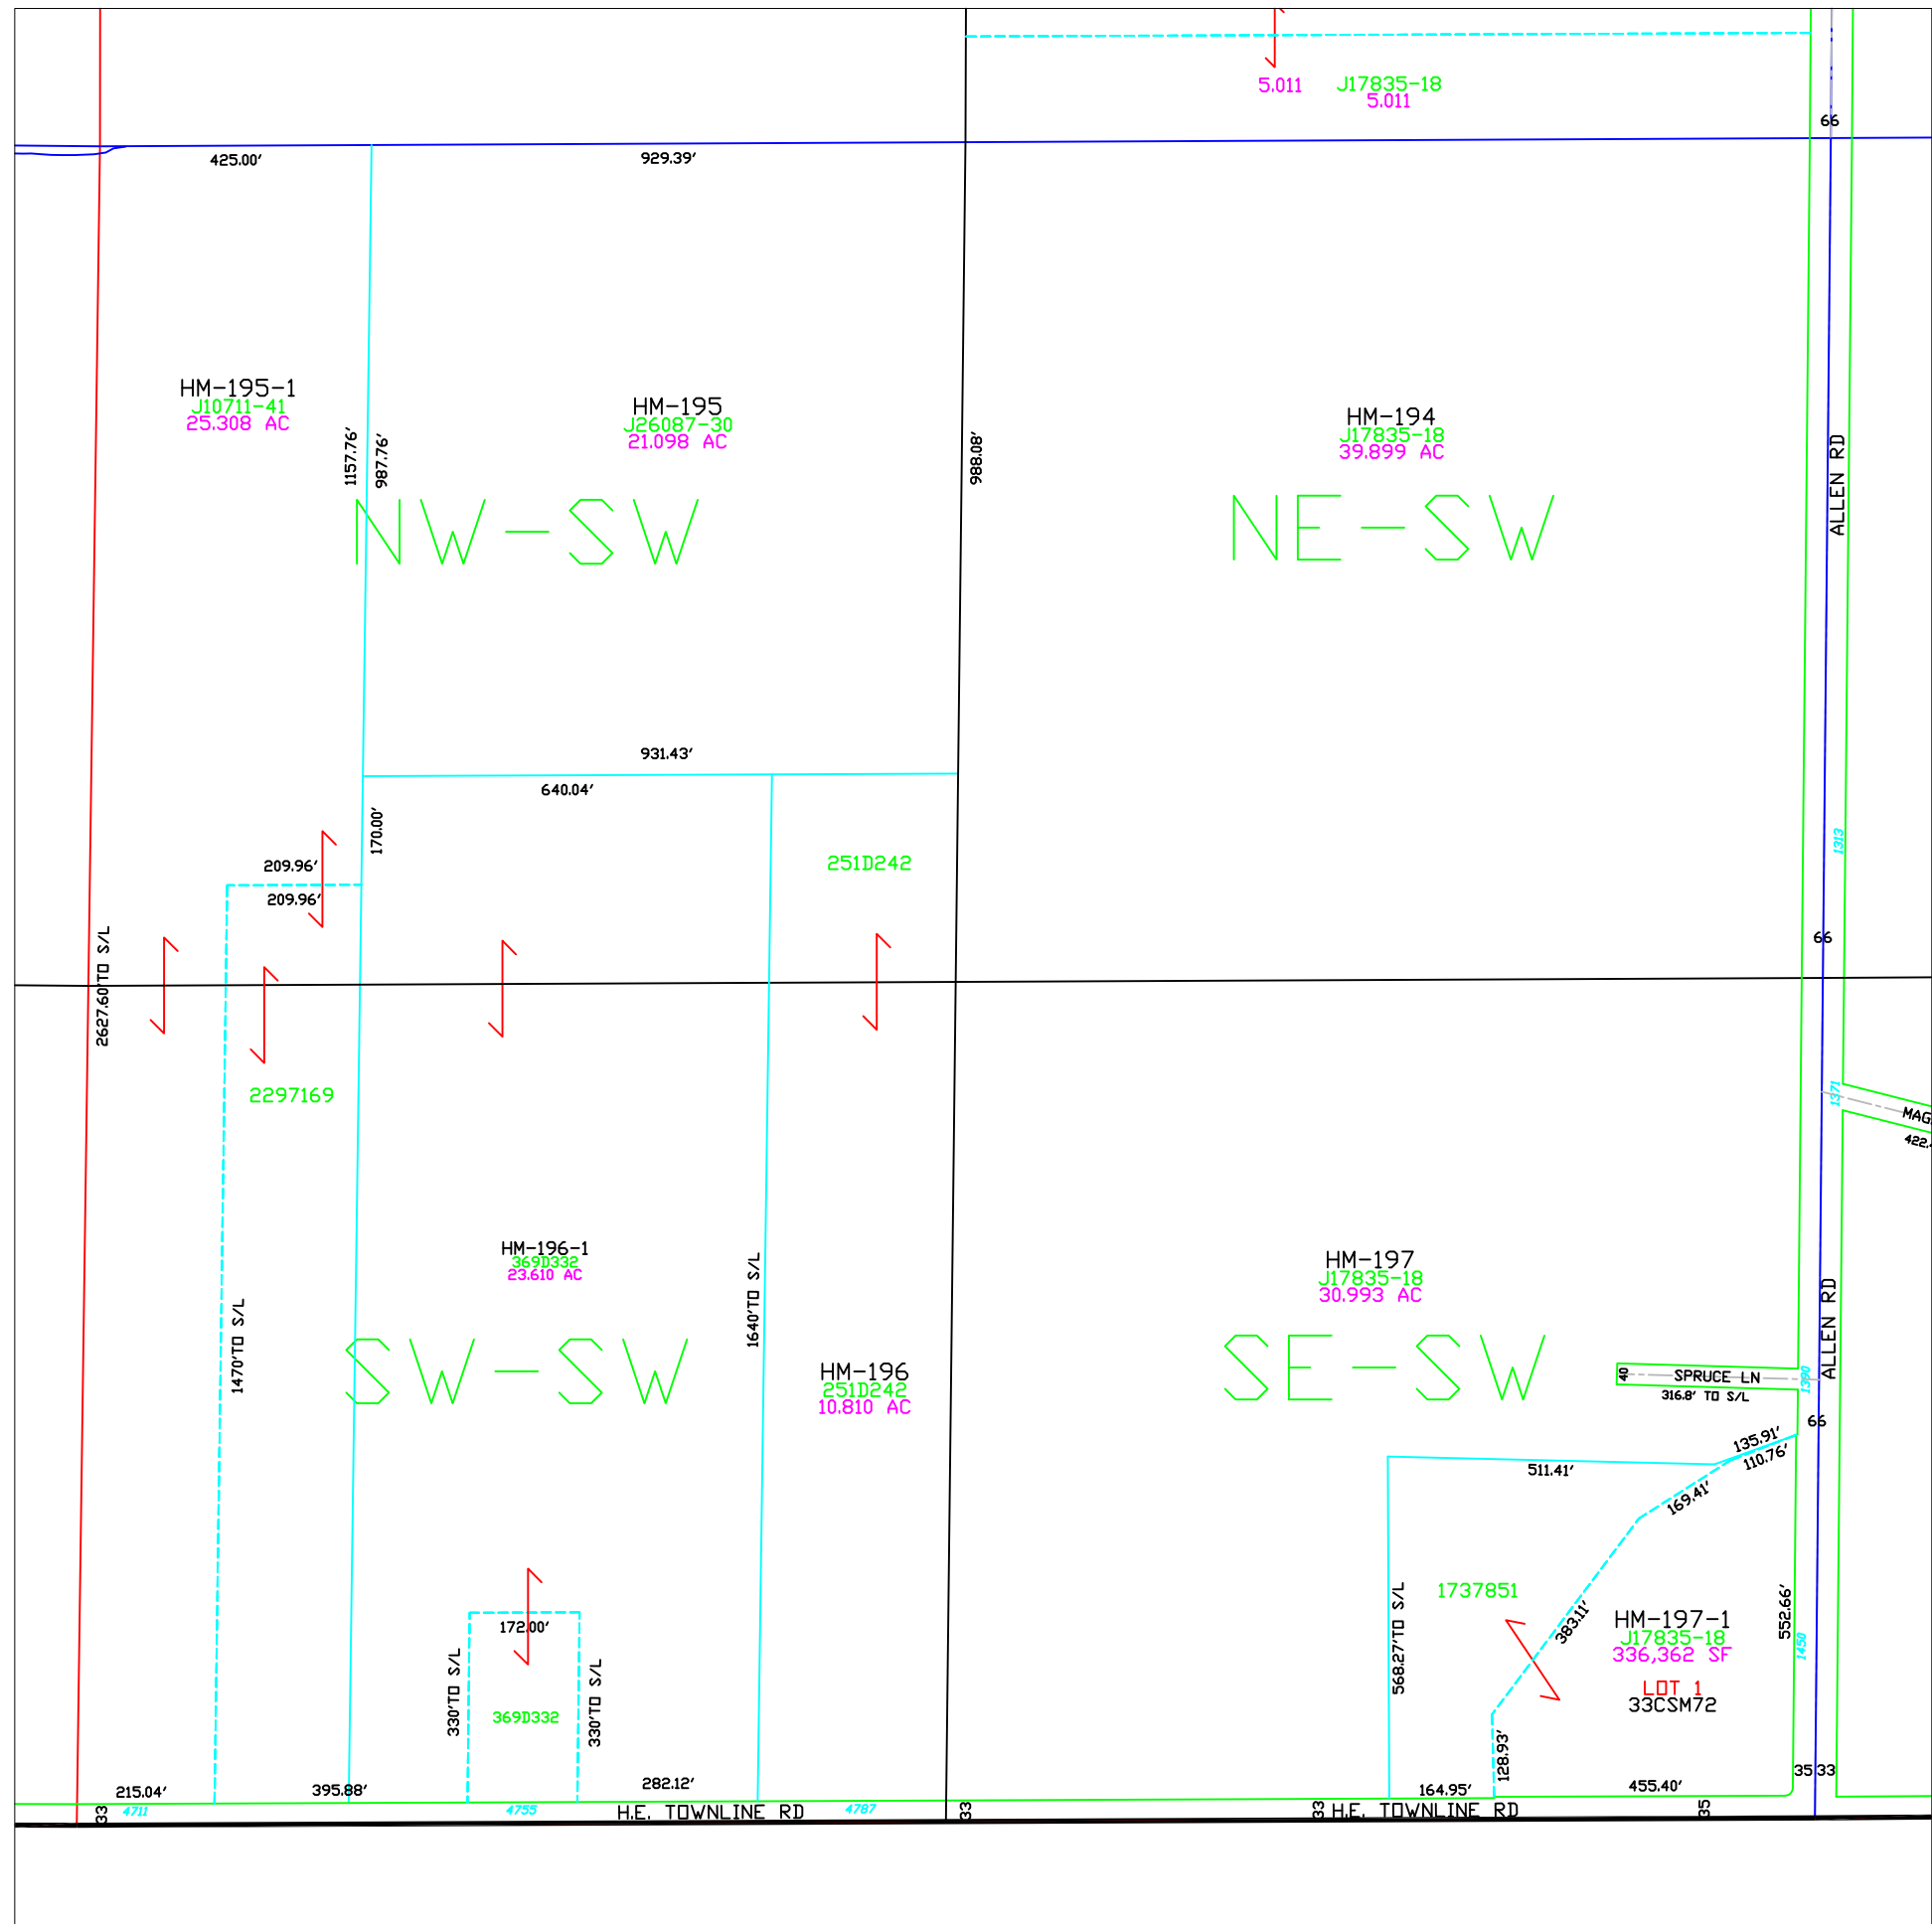 5.011
J17835-18
5.011
66
425.00'
929.39'
HM-195-1
J10711-41
25.308 AC
HM-195
J26087-30
21.098 AC
HM-194
J17835-18
39.899 AC
1157.76'
987.76'
988.08'
ALLEN RD
NW-SW
NE-SW
931.43'
640.04'
170.00'
209.96'
209.96'
251D242
1313
66
2627.60'TO S/L
2297169
1371
MAG
422.
HM-196-1
369D332
23.610 AC
1470'TO S/L
1640'TO S/L
HM-197
J17835-18
30.993 AC
ALLEN RD
SW-SW
SE-SW
HM-196
251D242
10.810 AC
40
SPRUCE LN
1390
316.8' TO S/L
66
135.91'
110.76'
511.41'
169.41'
1737851
383.11'
568.27'TO S/L
552.66'
HM-197-1
J17835-18
336,362 SF
LOT 1
33CSM72
1450
172.00'
330'TO S/L
330'TO S/L
369D332
128.93'
35 33
215.04'
395.88'
282.12'
164.95'
455.40'
33
4711
4755
H.E. TOWNLINE RD
4787
33
33
H.E. TOWNLINE RD
35